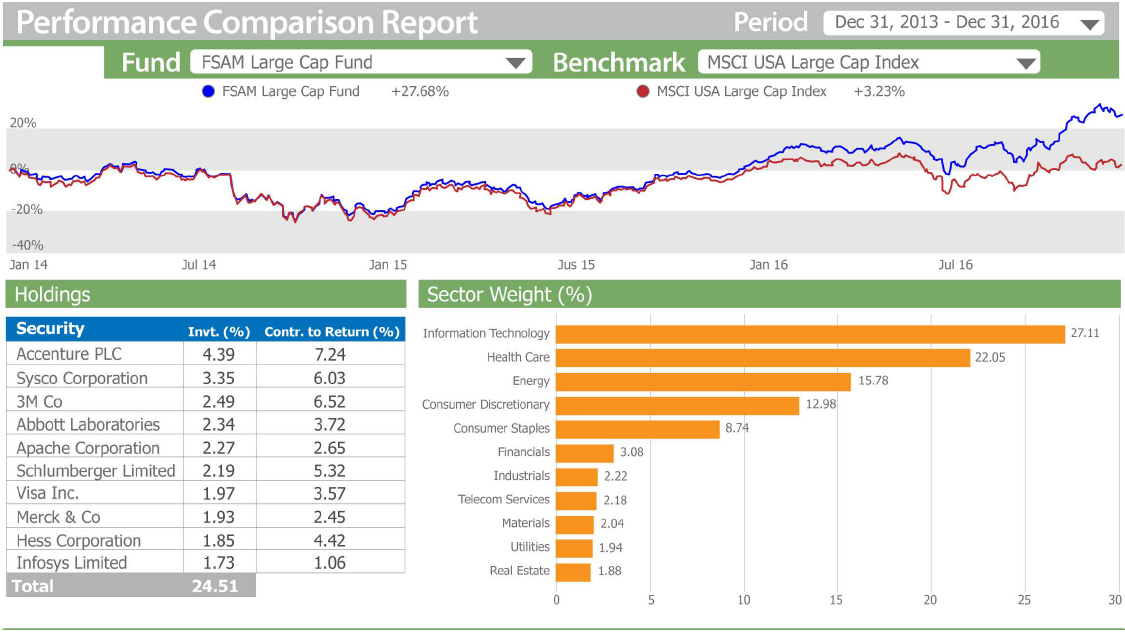 Performance Comparison Report
Period Dec 31, 2013 - Dec 31, 2016
Fund FSAM Large Cap Fund Benchmark MSCI USA Large Cap Index
FSAM Large Cap Fund +27.68% MSCI USA Large Cap Index +3.23%
20%
0%
-20%
-40%
Jan 14 Jul 14 Jan 15 Jus 15 Jan 16 Jul 16
Holdings
Security Invt. (%) Contr. to Return (%)
Accenture PLC 4.39 7.24
Sysco Corporation 3.35 6.03
3M Co 2.49 6.52
Abbott Laboratories 2.34 3.72
Apache Corporation 2.27 2.65
Schlumberger Limited 2.19 5.32
Visa Inc. 1.97 3.57
Merck & Co 1.93 2.45
Hess Corporation 1.85 4.42
Infosys Limited 1.73 1.06
Total 24.51
Sector Weight (%)
Information Technology 27.11
Health Care 22.05
Energy 15.78
Consumer Discretionary 12.98
Consumer Staples 8.74
Financials 3.08
Industrials 2.22
Telecom Services 2.18
Materials 2.04
Utilities 1.94
Real Estate 1.88
0 5 10 15 20 25 30